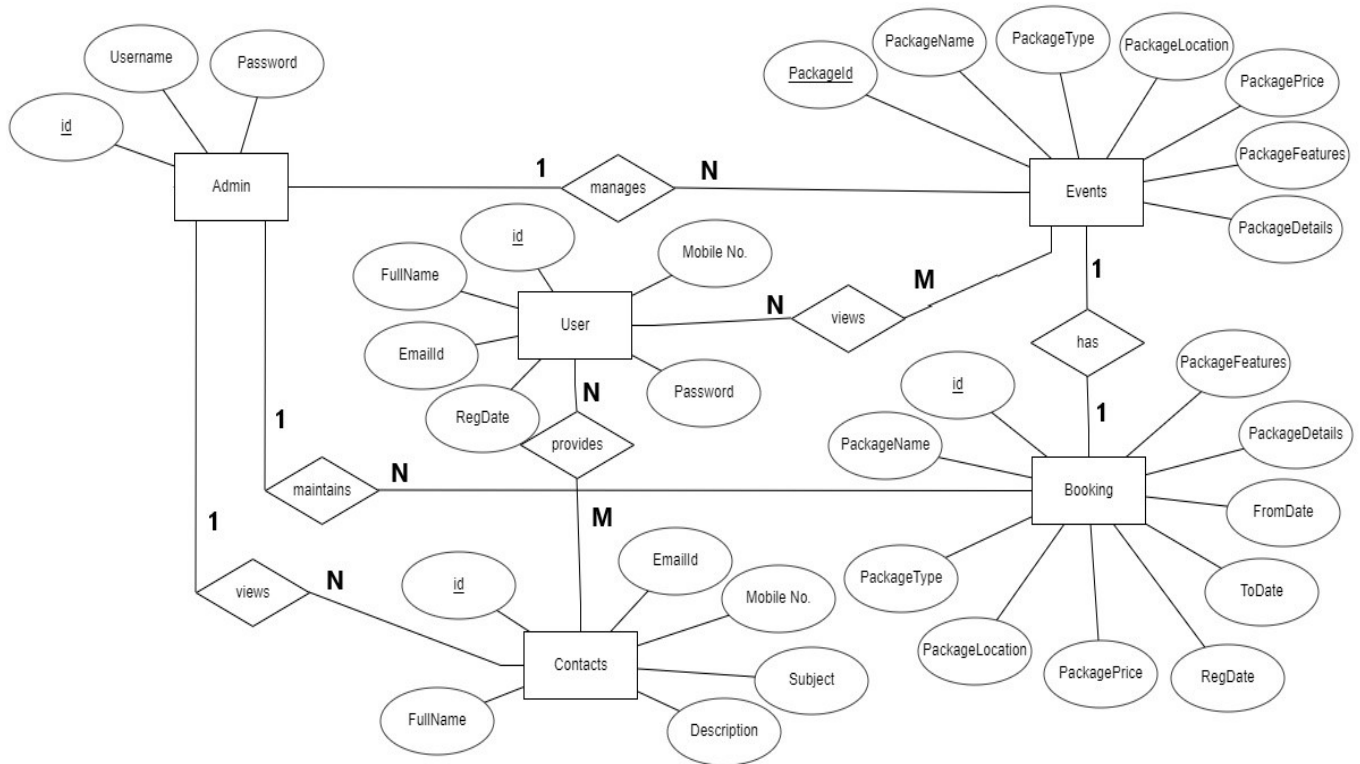 PackageName
PackageType
PackageLocation
Username
Password
PackageId
PackagePrice
id
PackageFeatures
Admin
1
manages
N
Events
PackageDetails
id
Mobile No.
FullName
1
M
N
views
User
has
EmailId
PackageFeatures
id
Password
N
RegDate
1
1
PackageDetails
provides
PackageName
N
maintains
Booking
FromDate
1
M
EmailId
PackageType
N
id
views
ToDate
Mobile No.
PackageLocation
Contacts
Subject
PackagePrice
RegDate
FullName
Description